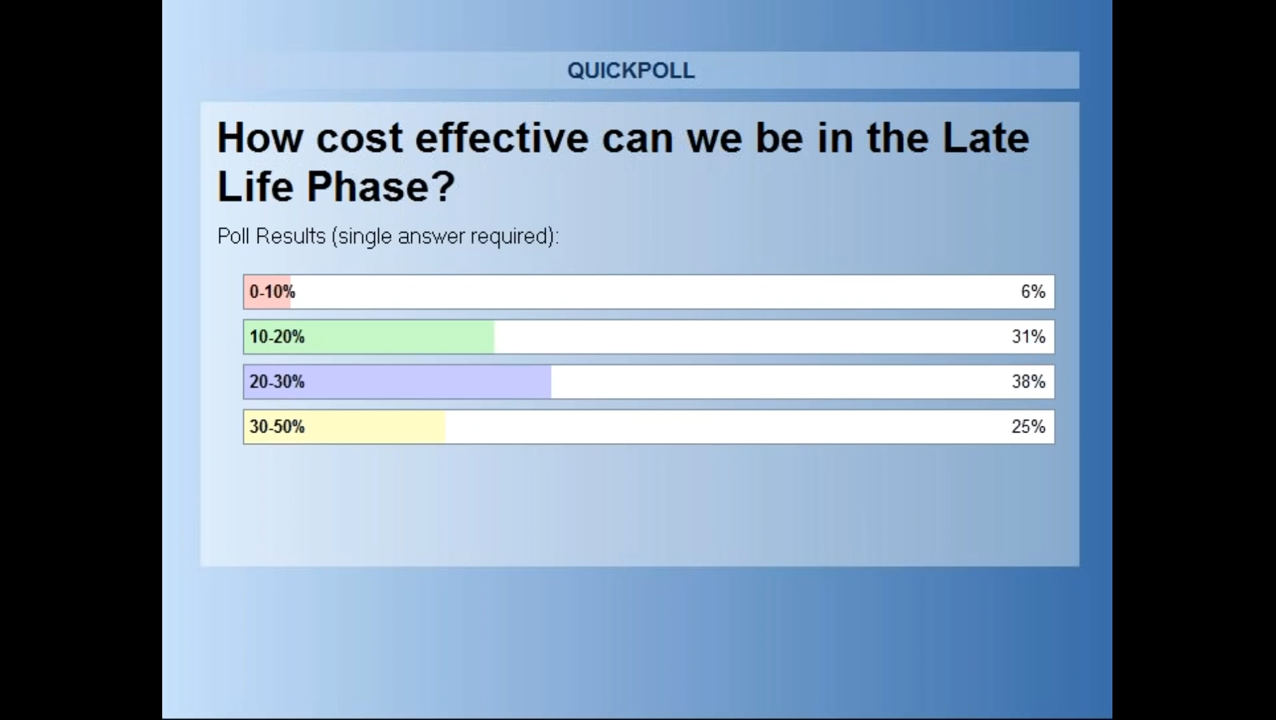 QUICKPOLL
How cost effective can we be in the Late
Life Phase?
Poll Results (single answer required):
0-10% 6%
10-20% 31%
20-30% 38%
30-50% 25%